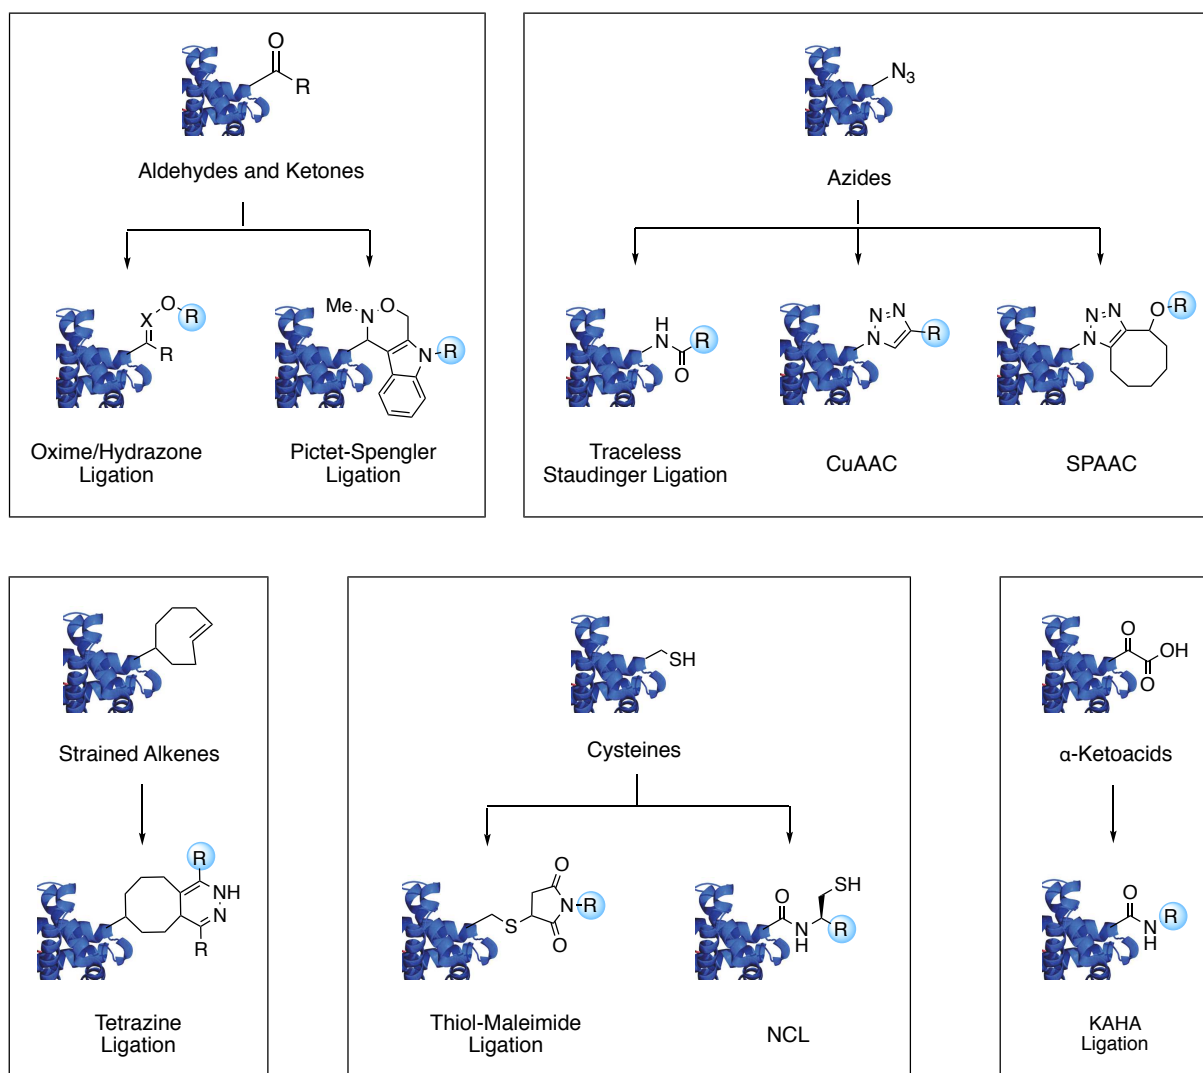 O
R
Aldehydes and Ketones
O
X
R
R
Oxime/Hydrazone
Ligation
Me
N
O
N
R
Pictet-Spengler
Ligation
N3
Azides
H
N
R
O
Traceless
Staudinger Ligation
N
N
N
R
CuAAC
N
N
N
O
R
SPAAC
Strained Alkenes
R
NH
N
R
Tetrazine
Ligation
SH
Cysteines
O
N
R
S
O
Thiol-Maleimide
Ligation
SH
O
N
H
R
NCL
O
OH
O
α-Ketoacids
O
R
N
H
KAHA
Ligation